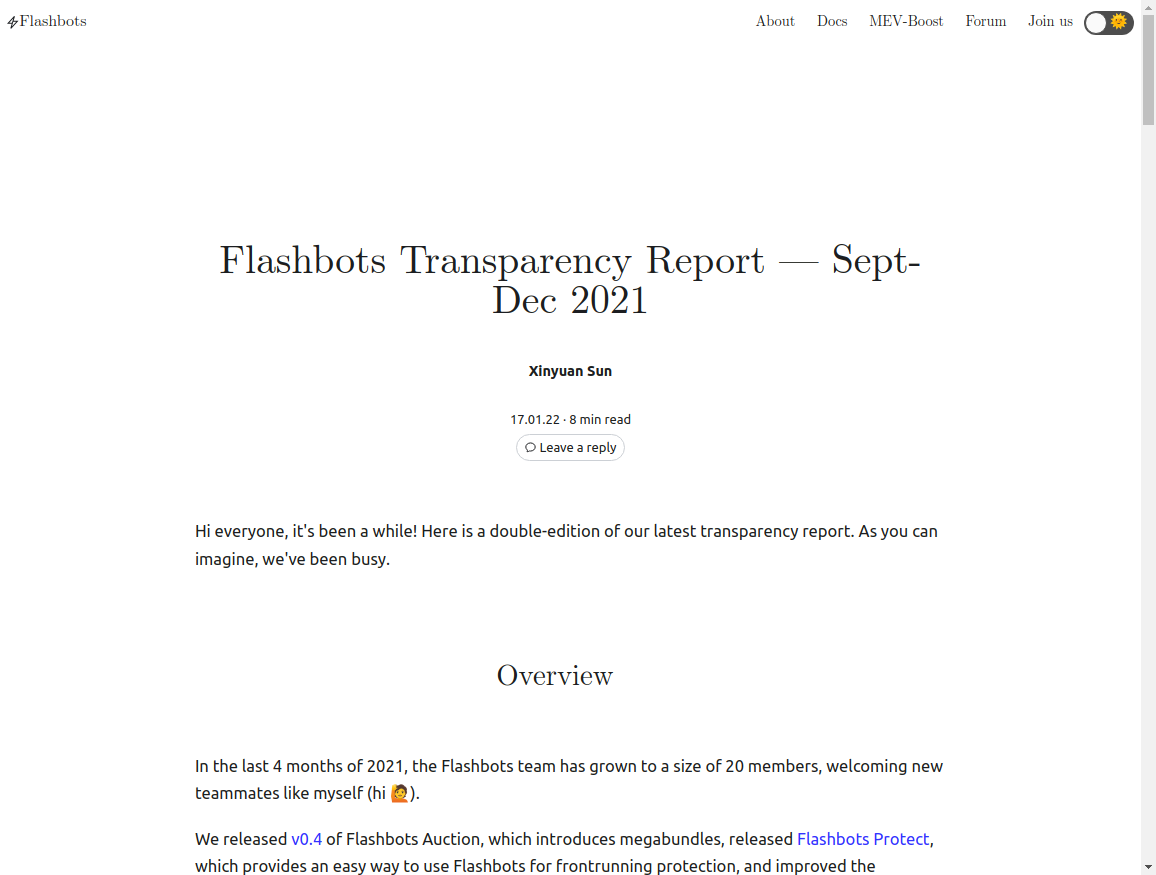 Flashbots About Docs MEV-Boost Forum Join us
Flashbots Transparency Report — Sept-
Dec 2021
Xinyuan Sun
17.01.22 · 8 min read
Leave a reply
Hi everyone, it's been a while! Here is a double-edition of our latest transparency report. As you can
imagine, we've been busy.
Overview
In the last 4 months of 2021, the Flashbots team has grown to a size of 20 members, welcoming new
teammates like myself (hi 🙋).
We released v0.4 of Flashbots Auction, which introduces megabundles, released Flashbots Protect,
which provides an easy way to use Flashbots for frontrunning protection, and improved the